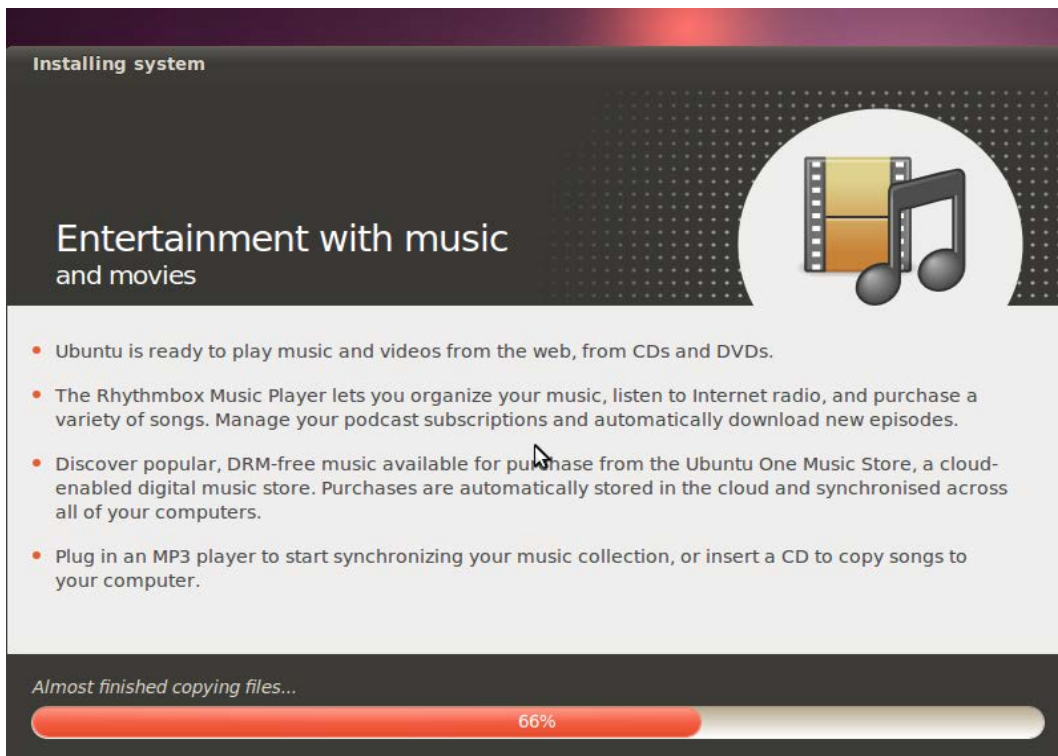 Installing system
Entertainment with music
and movies
Ubuntu is ready to play music and videos from the web, from CDs and DVDs.
The Rhythmbox Music Player lets you organize your music, listen to Internet radio, and purchase a
variety of songs. Manage your podcast subscriptions and automatically download new episodes.
Discover popular, DRM-free music available for purchase from the Ubuntu One Music Store, a cloud-
enabled digital music store. Purchases are automatically stored in the cloud and synchronised across
all of your computers.
Plug in an MP3 player to start synchronizing your music collection, or insert a CD to copy songs to
your computer.
Almost finished copying files...
66%